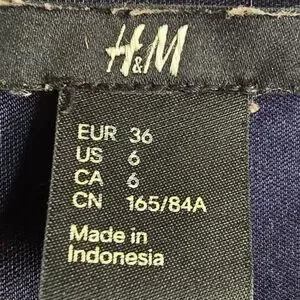 H&M
EUR 36
US 6
CA 6
CN 165/84A
Made in
Indonesia